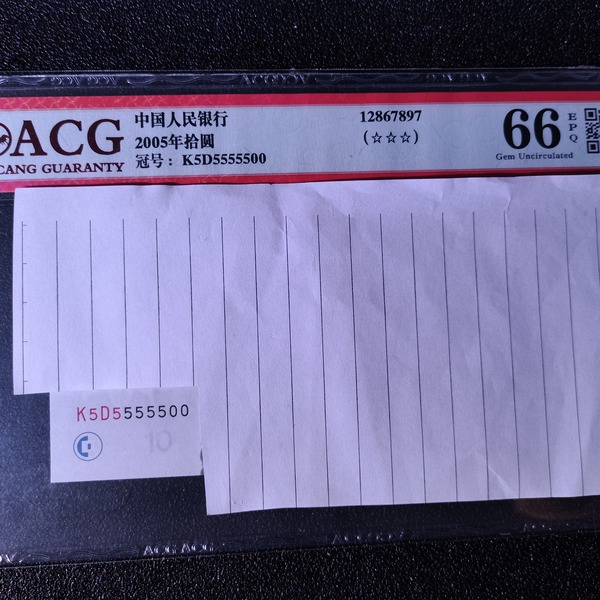 ACG
CANG GUARANTY
中国人民银行
2005年拾圆
冠号: K5D5555500
12867897
(☆☆☆)
66
EPQ
Gem Uncirculated
K5D5555500
10